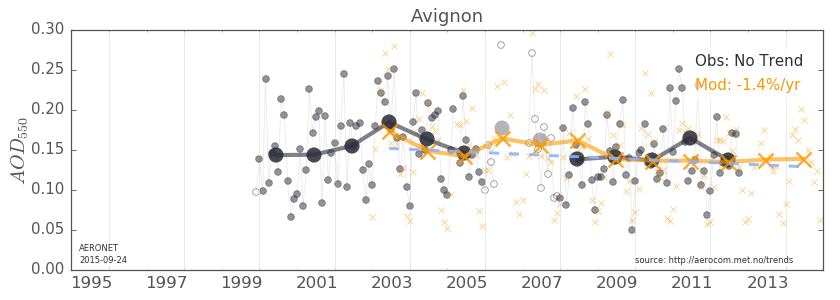 Avignon
0.30
0.25
0.20
0.15
0.10
0.05
0.00
AOD550
Obs: No Trend
Mod: -1.4%/yr
AERONET
2015-09-24
source: http://aerocom.met.no/trends
1995 1997 1999 2001 2003 2005 2007 2009 2011 2013